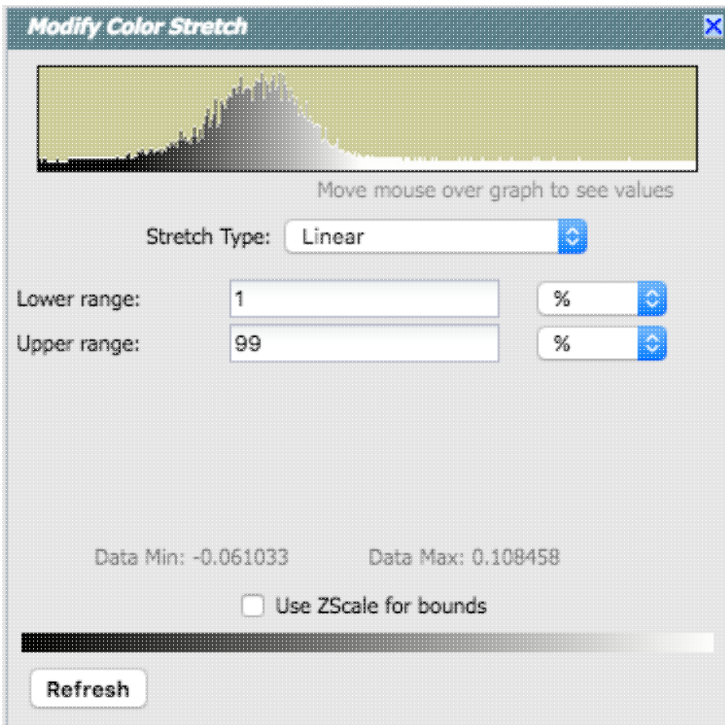 Modify Color Stretch
Move mouse over graph to see values
Stretch Type: Linear
Lower range: 1 %
Upper range: 99 %
Data Min: -0.061033 Data Max: 0.108458
Use ZScale for bounds
Refresh